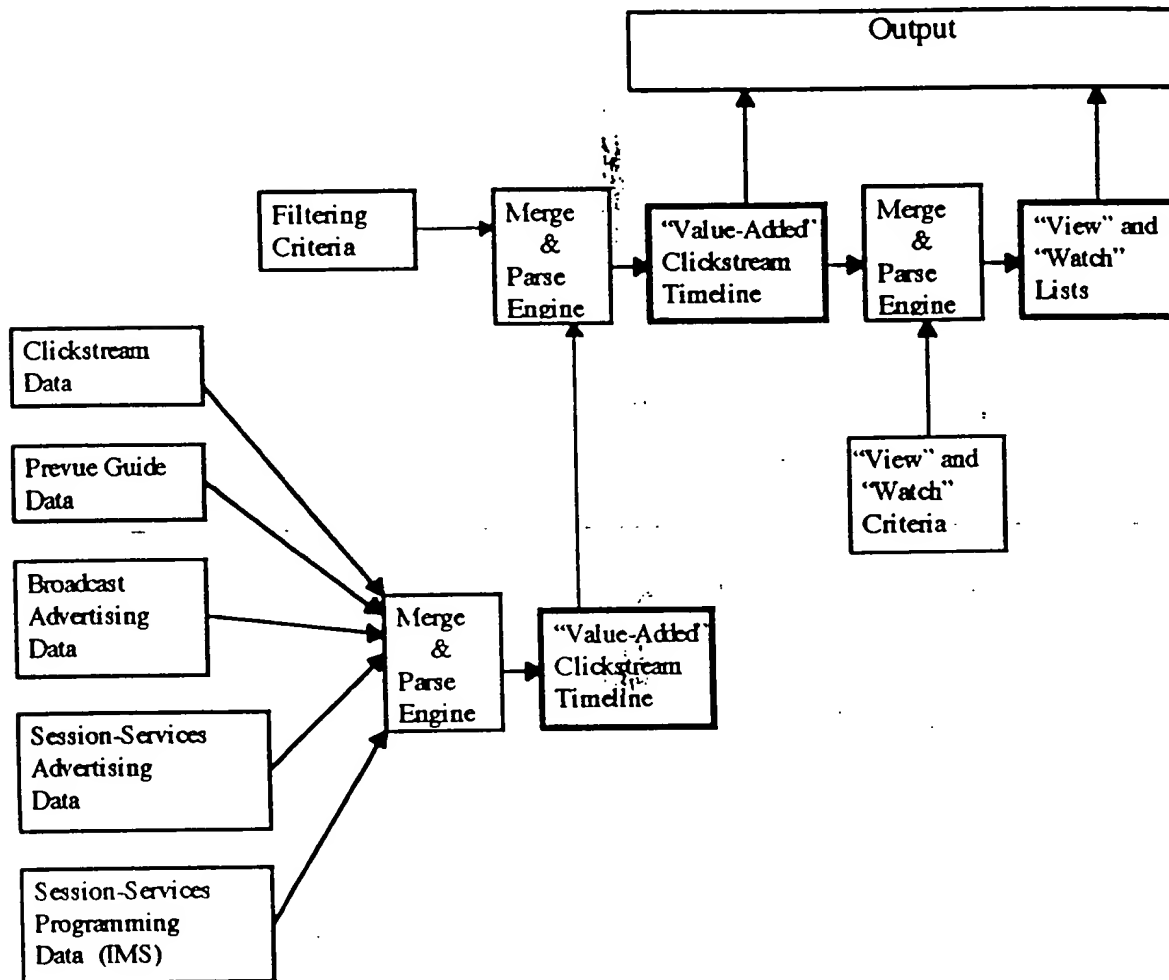 Output
Filtering
Criteria
Merge
&
Parse
Engine
“Value-Added”
Clickstream
Timeline
Merge
&
Parse
Engine
“View” and
“Watch”
Lists
Clickstream
Data
Prevue Guide
Data
Broadcast
Advertising
Data
Session-Services
Advertising
Data
Session-Services
Programming
Data (IMS)
Merge
&
Parse
Engine
“Value-Added”
Clickstream
Timeline
“View” and
“Watch”
Criteria